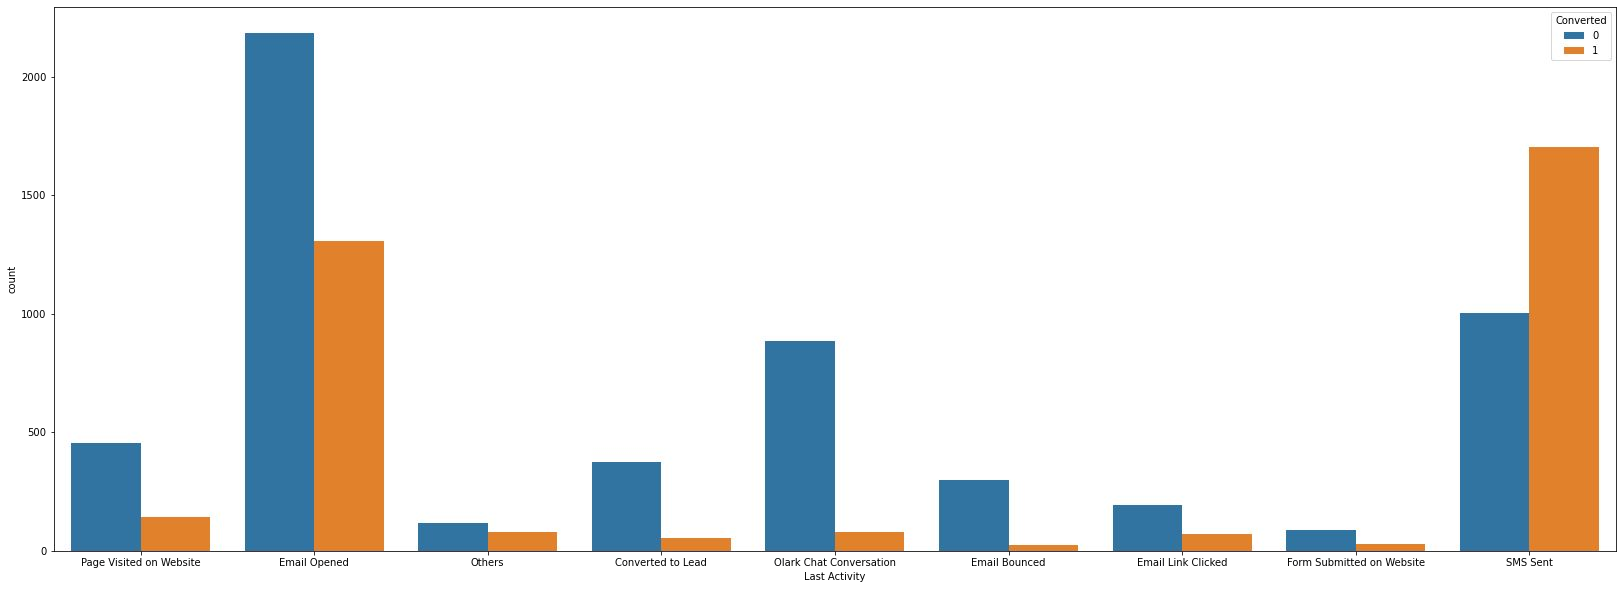 Converted
0
1
2000
1500
1000
500
0
count
Page Visited on Website
Email Opened
Others
Converted to Lead
Olark Chat Conversation
Email Bounced
Email Link Clicked
Form Submitted on Website
SMS Sent
Last Activity